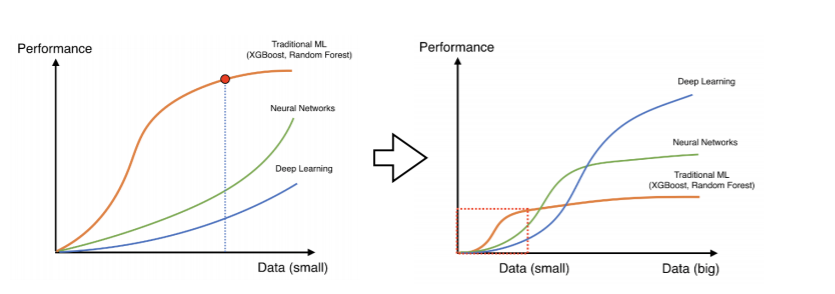 Performance
Traditional ML
(XGBoost, Random Forest)
Neural Networks
Deep Learning
Data (small)
Performance
Deep Learning
Neural Networks
Traditional ML
(XGBoost, Random Forest)
Data (small)
Data (big)